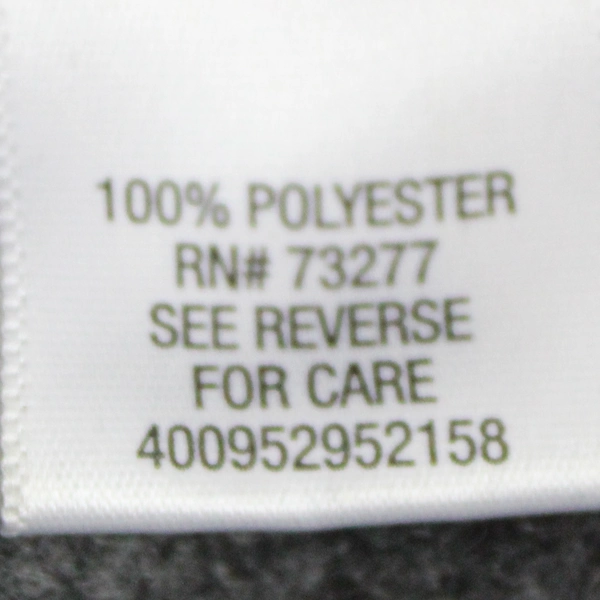 100% POLYESTER
RN# 73277
SEE REVERSE
FOR CARE
400952952158